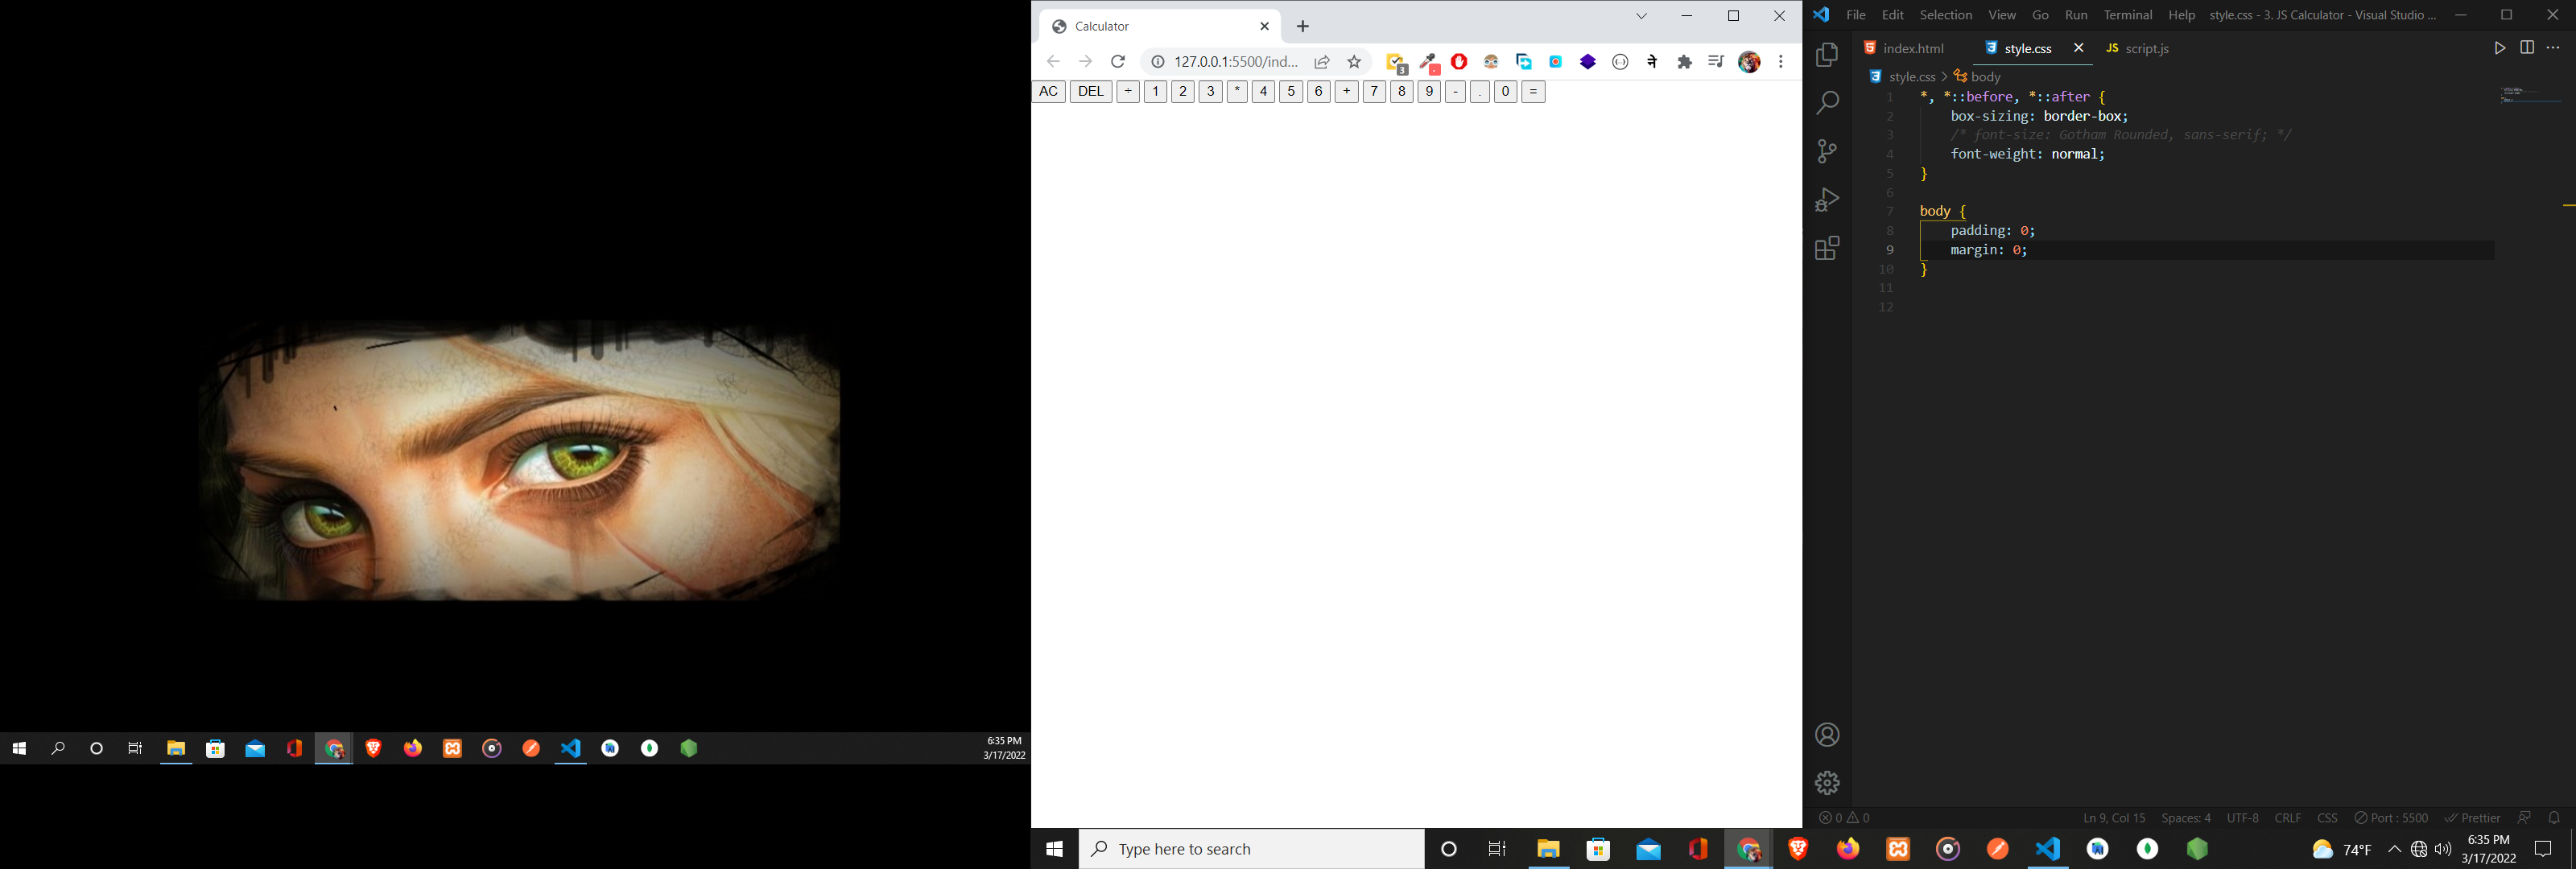 6:35 PM
3/17/2022
Calculator
127.0.0.1:5500/ind...
3
AC DEL ÷ 1 2 3 * 4 5 6 + 7 8 9 - . 0 =
Type here to search
File Edit Selection View Go Run Terminal Help style.css - 3. JS Calculator - Visual Studio ...
index.html style.css JS script.js
style.css > body
1 *, *::before, *::after {
2 box-sizing: border-box;
3 /* font-size: Gotham Rounded, sans-serif; */
4 font-weight: normal;
5 }
6
7 body {
8 padding: 0;
9 margin: 0;
10 }
11
12
0 0 Ln 9, Col 15 Spaces: 4 UTF-8 CRLF CSS Port : 5500 Prettier
74°F
6:35 PM
3/17/2022